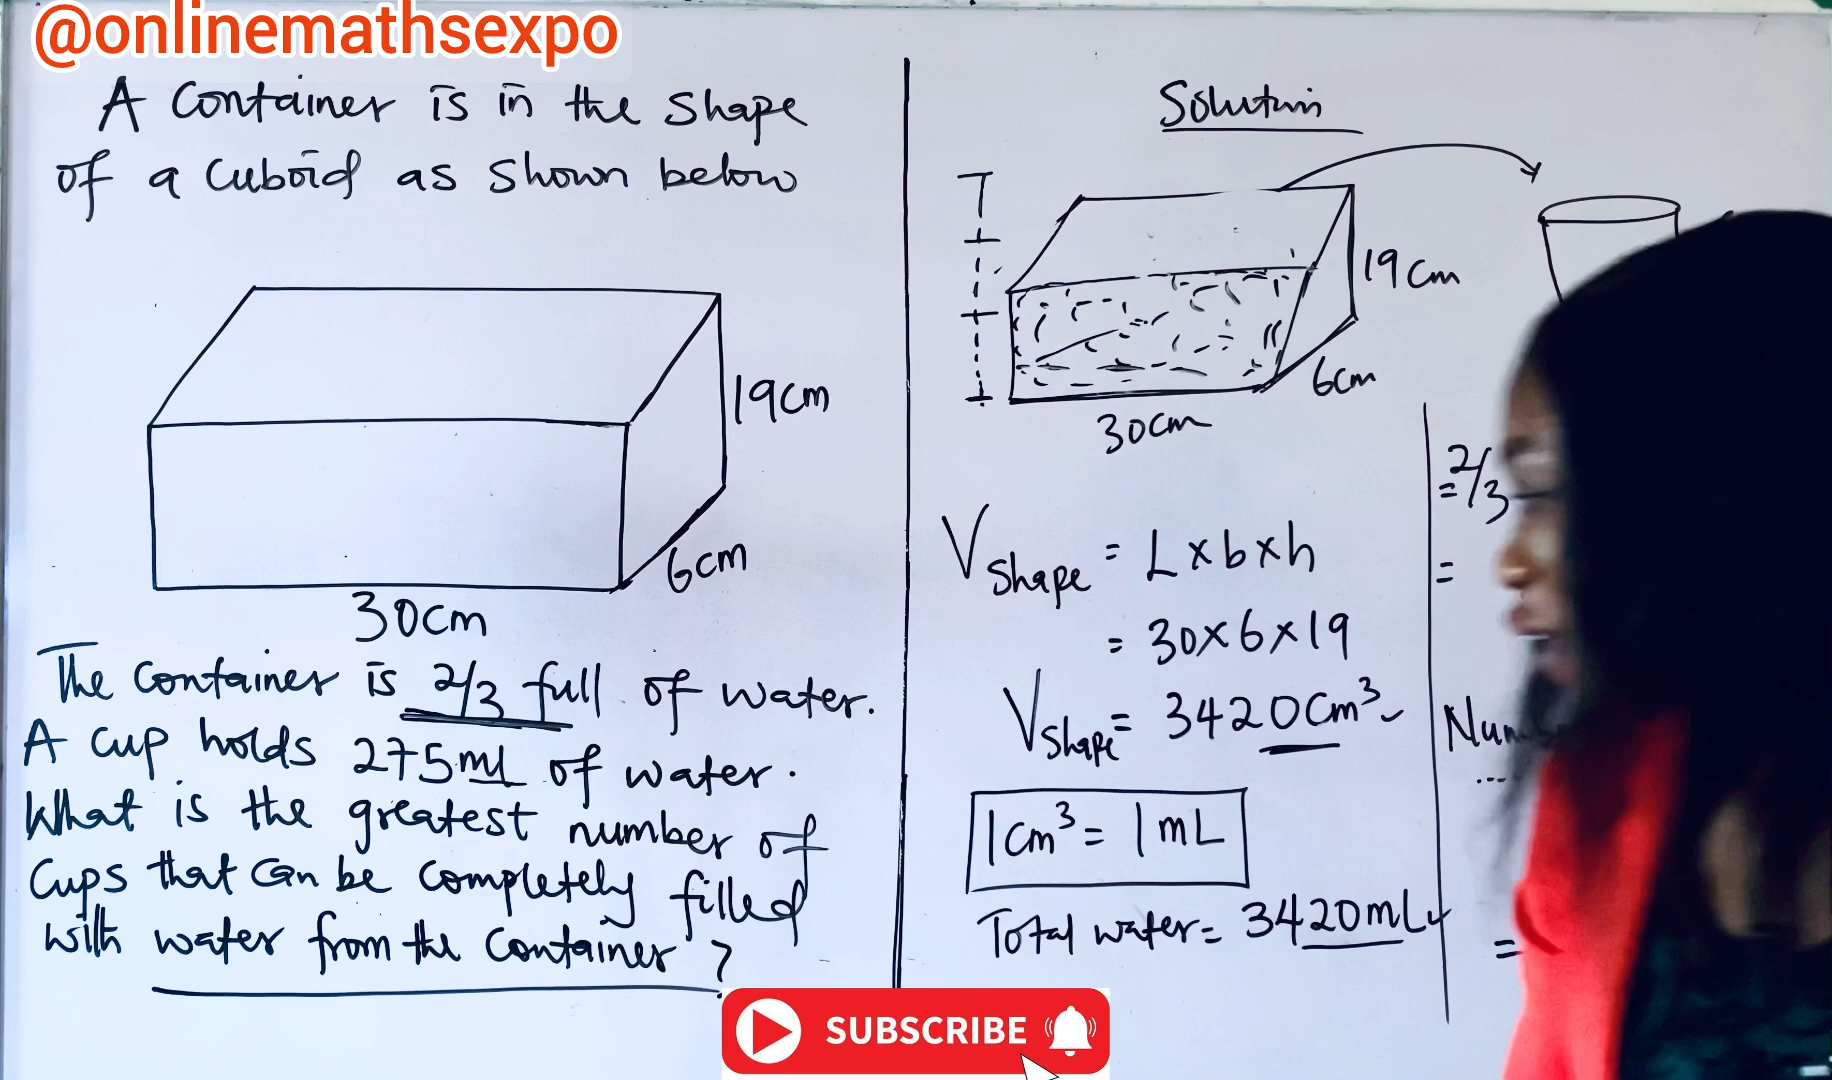 @onlinemathsexpo
A Container is in the shape
of a Cuboid as shown below
19cm
6cm
30cm
The Container is 2/3 full of water.
A cup holds 275ml of water.
What is the greatest number of
Cups that can be completely filled
with water from the Container?
Solution
19cm
6cm
30cm
V Shape = L x b x h
= 30 x 6 x 19
V Shape = 3420cm³
1cm³ = 1mL
Total water = 3420mL
= 2/3
=
=
SUBSCRIBE